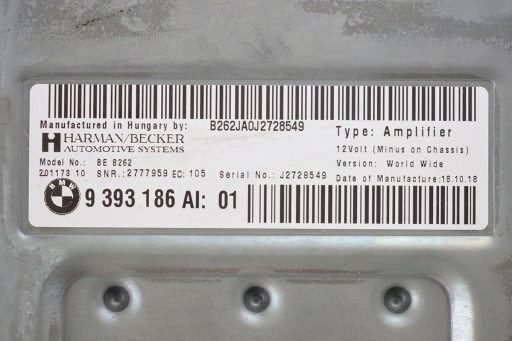 Manufactured in Hungary by: B262JA0J2728549
HARMAN/BECKER
AUTOMOTIVE SYSTEMS
Type: Amplifier
12Volt (Minus on Chassis)
Model No.: BE B262
Version: World Wide
201173 10 SNR.: 2777959 EC: 105 Serial No.: J2728549
Date of Manufacture: 18.10.18
BMW 9 393 186 AI: 01